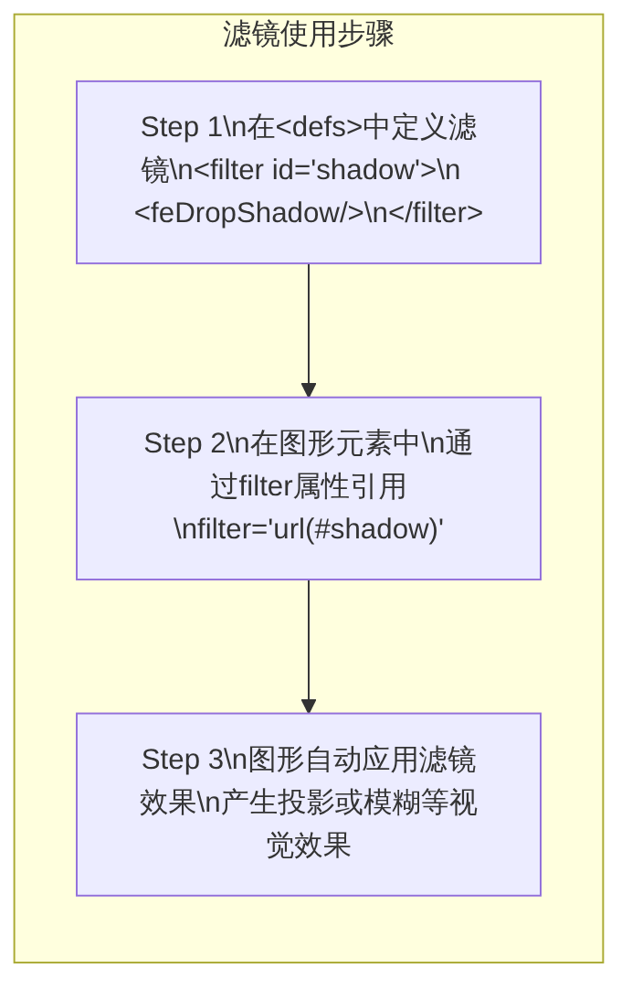 滤镜使用步骤
Step 1\n在<defs>中定义滤
镜\n<filter id='shadow'>\n
<feDropShadow/>\n</filter>
Step 2\n在图形元素中\n通
过filter属性引用
\nfilter='url(#shadow)'
Step 3\n图形自动应用滤镜
效果\n产生投影或模糊等视
觉效果